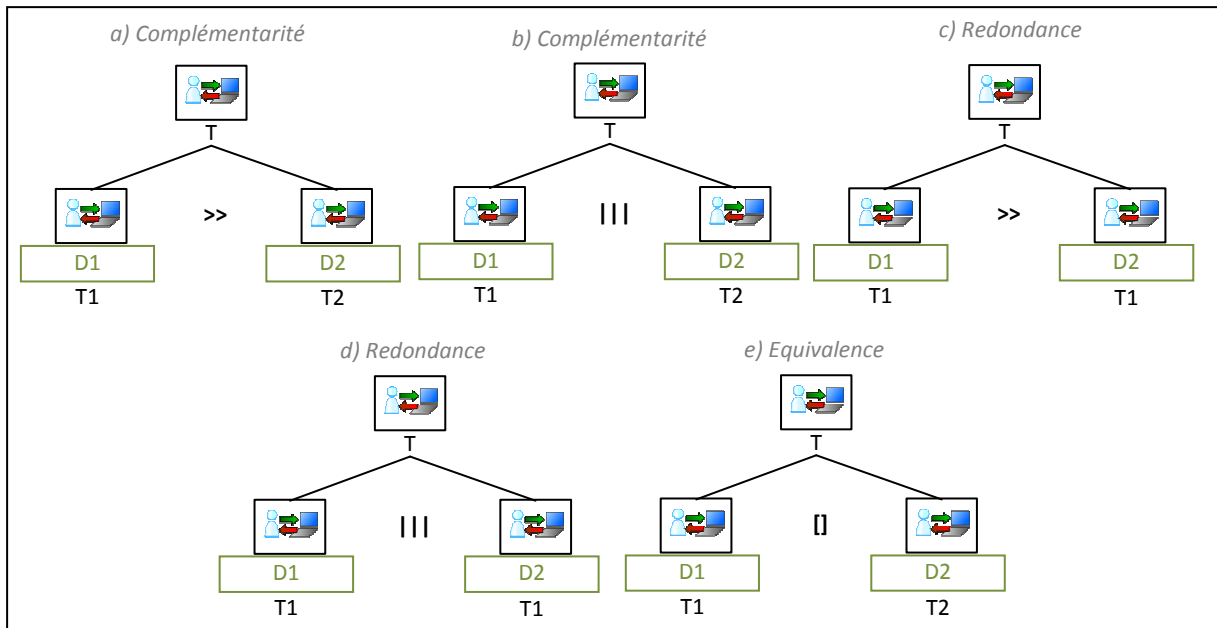 a) Complémentarité
b) Complémentarité
c) Redondance
T
T
T
>>
|||
>>
D1
D2
D1
D2
D1
D2
T1
T2
T1
T2
T1
T1
d) Redondance
e) Equivalence
T
T
|||
[]
D1
D2
D1
D2
T1
T1
T1
T2